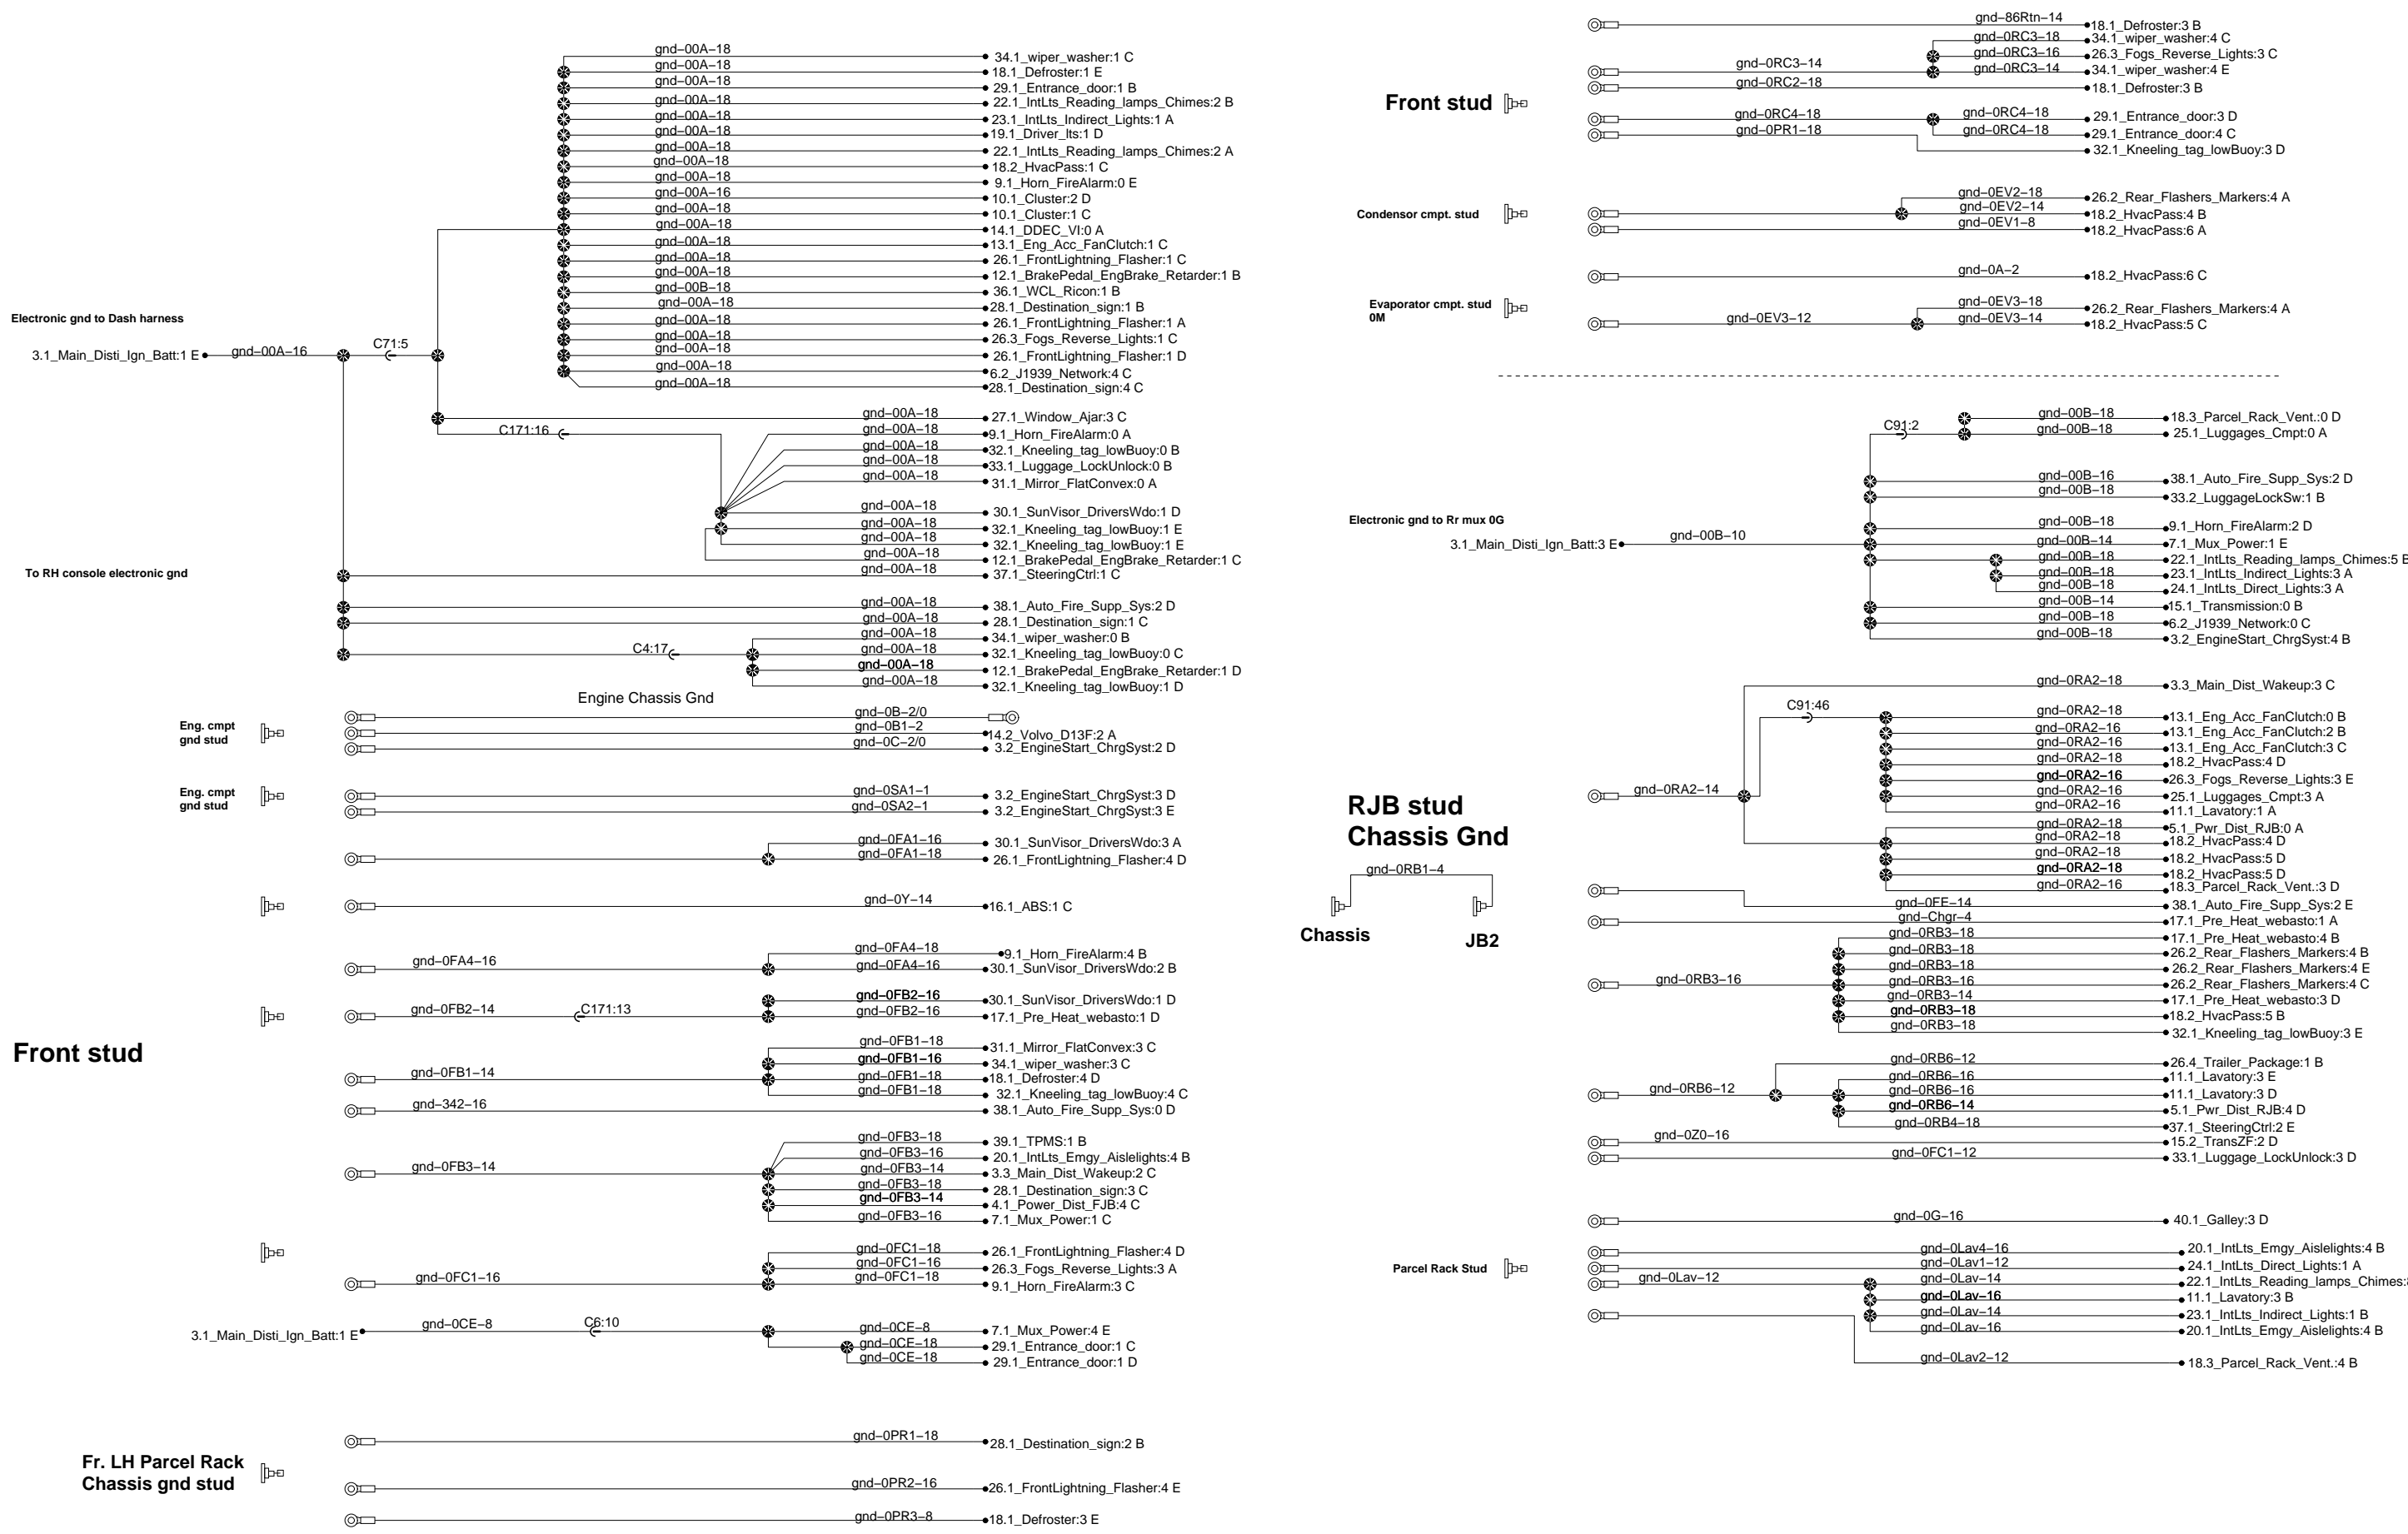 gnd–00A–18
34.1_wiper_washer:1 C
gnd–00A–18
18.1_Defroster:1 E
gnd–00A–18
29.1_Entrance_door:1 B
gnd–00A–18
22.1_IntLts_Reading_lamps_Chimes:2 B
gnd–00A–18
23.1_IntLts_Indirect_Lights:1 A
gnd–00A–18
19.1_Driver_lts:1 D
gnd–00A–18
22.1_IntLts_Reading_lamps_Chimes:2 A
gnd–00A–18
18.2_HvacPass:1 C
gnd–00A–18
9.1_Horn_FireAlarm:0 E
gnd–00A–16
10.1_Cluster:2 D
gnd–00A–18
10.1_Cluster:1 C
gnd–00A–18
14.1_DDEC_VI:0 A
gnd–00A–18
13.1_Eng_Acc_FanClutch:1 C
gnd–00A–18
26.1_FrontLightning_Flasher:1 C
gnd–00A–18
12.1_BrakePedal_EngBrake_Retarder:1 B
gnd–00B–18
36.1_WCL_Ricon:1 B
gnd–00A–18
28.1_Destination_sign:1 B
gnd–00A–18
26.1_FrontLightning_Flasher:1 A
gnd–00A–18
26.3_Fogs_Reverse_Lights:1 C
gnd–00A–18
26.1_FrontLightning_Flasher:1 D
gnd–00A–18
6.2_J1939_Network:4 C
gnd–00A–18
28.1_Destination_sign:4 C
Electronic gnd to Dash harness
3.1_Main_Disti_Ign_Batt:1 E
gnd–00A–16
C71:5
gnd–00A–18
27.1_Window_Ajar:3 C
C171:16
gnd–00A–18
9.1_Horn_FireAlarm:0 A
gnd–00A–18
32.1_Kneeling_tag_lowBuoy:0 B
gnd–00A–18
33.1_Luggage_LockUnlock:0 B
gnd–00A–18
31.1_Mirror_FlatConvex:0 A
gnd–00A–18
30.1_SunVisor_DriversWdo:1 D
gnd–00A–18
32.1_Kneeling_tag_lowBuoy:1 E
gnd–00A–18
32.1_Kneeling_tag_lowBuoy:1 E
gnd–00A–18
12.1_BrakePedal_EngBrake_Retarder:1 C
To RH console electronic gnd
gnd–00A–18
37.1_SteeringCtrl:1 C
gnd–00A–18
38.1_Auto_Fire_Supp_Sys:2 D
gnd–00A–18
28.1_Destination_sign:1 C
gnd–00A–18
34.1_wiper_washer:0 B
C4:17
gnd–00A–18
32.1_Kneeling_tag_lowBuoy:0 C
gnd–00A–18
12.1_BrakePedal_EngBrake_Retarder:1 D
gnd–00A–18
32.1_Kneeling_tag_lowBuoy:1 D
Engine Chassis Gnd
Eng. cmpt
gnd stud
gnd–0B–2/0
gnd–0B1–2
14.2_Volvo_D13F:2 A
gnd–0C–2/0
3.2_EngineStart_ChrgSyst:2 D
Eng. cmpt
gnd stud
gnd–0SA1–1
3.2_EngineStart_ChrgSyst:3 D
gnd–0SA2–1
3.2_EngineStart_ChrgSyst:3 E
gnd–0FA1–16
30.1_SunVisor_DriversWdo:3 A
gnd–0FA1–18
26.1_FrontLightning_Flasher:4 D
gnd–0Y–14
16.1_ABS:1 C
gnd–0FA4–16
gnd–0FA4–18
9.1_Horn_FireAlarm:4 B
gnd–0FA4–16
30.1_SunVisor_DriversWdo:2 B
gnd–0FB2–14
C171:13
gnd–0FB2–16
30.1_SunVisor_DriversWdo:1 D
gnd–0FB2–16
17.1_Pre_Heat_webasto:1 D
Front stud
gnd–0FB1–14
gnd–0FB1–18
31.1_Mirror_FlatConvex:3 C
gnd–0FB1–16
34.1_wiper_washer:3 C
gnd–0FB1–18
18.1_Defroster:4 D
gnd–0FB1–18
32.1_Kneeling_tag_lowBuoy:4 C
gnd–342–16
38.1_Auto_Fire_Supp_Sys:0 D
gnd–0FB3–14
gnd–0FB3–18
39.1_TPMS:1 B
gnd–0FB3–16
20.1_IntLts_Emgy_Aislelights:4 B
gnd–0FB3–14
3.3_Main_Dist_Wakeup:2 C
gnd–0FB3–18
28.1_Destination_sign:3 C
gnd–0FB3–14
4.1_Power_Dist_FJB:4 C
gnd–0FB3–16
7.1_Mux_Power:1 C
gnd–0FC1–16
gnd–0FC1–18
26.1_FrontLightning_Flasher:4 D
gnd–0FC1–16
26.3_Fogs_Reverse_Lights:3 A
gnd–0FC1–18
9.1_Horn_FireAlarm:3 C
3.1_Main_Disti_Ign_Batt:1 E
gnd–0CE–8
C6:10
gnd–0CE–8
7.1_Mux_Power:4 E
gnd–0CE–18
29.1_Entrance_door:1 C
gnd–0CE–18
29.1_Entrance_door:1 D
Fr. LH Parcel Rack
Chassis gnd stud
gnd–0PR1–18
28.1_Destination_sign:2 B
gnd–0PR2–16
26.1_FrontLightning_Flasher:4 E
gnd–0PR3–8
18.1_Defroster:3 E
Front stud
gnd–86Rtn–14
18.1_Defroster:3 B
gnd–0RC3–18
34.1_wiper_washer:4 C
gnd–0RC3–16
26.3_Fogs_Reverse_Lights:3 C
gnd–0RC3–14
gnd–0RC3–14
34.1_wiper_washer:4 E
gnd–0RC2–18
18.1_Defroster:3 B
gnd–0RC4–18
gnd–0RC4–18
29.1_Entrance_door:3 D
gnd–0PR1–18
gnd–0RC4–18
29.1_Entrance_door:4 C
32.1_Kneeling_tag_lowBuoy:3 D
Condensor cmpt. stud
gnd–0EV2–18
26.2_Rear_Flashers_Markers:4 A
gnd–0EV2–14
18.2_HvacPass:4 B
gnd–0EV1–8
18.2_HvacPass:6 A
gnd–0A–2
18.2_HvacPass:6 C
Evaporator cmpt. stud
0M
gnd–0EV3–12
gnd–0EV3–18
26.2_Rear_Flashers_Markers:4 A
gnd–0EV3–14
18.2_HvacPass:5 C
C91:2
gnd–00B–18
18.3_Parcel_Rack_Vent.:0 D
gnd–00B–18
25.1_Luggages_Cmpt:0 A
gnd–00B–16
38.1_Auto_Fire_Supp_Sys:2 D
gnd–00B–18
33.2_LuggageLockSw:1 B
Electronic gnd to Rr mux 0G
3.1_Main_Disti_Ign_Batt:3 E
gnd–00B–10
gnd–00B–18
9.1_Horn_FireAlarm:2 D
gnd–00B–14
7.1_Mux_Power:1 E
gnd–00B–18
22.1_IntLts_Reading_lamps_Chimes:5 B
gnd–00B–18
23.1_IntLts_Indirect_Lights:3 A
gnd–00B–18
24.1_IntLts_Direct_Lights:3 A
gnd–00B–14
15.1_Transmission:0 B
gnd–00B–18
6.2_J1939_Network:0 C
gnd–00B–18
3.2_EngineStart_ChrgSyst:4 B
gnd–0RA2–18
3.3_Main_Dist_Wakeup:3 C
C91:46
gnd–0RA2–18
13.1_Eng_Acc_FanClutch:0 B
gnd–0RA2–16
13.1_Eng_Acc_FanClutch:2 B
gnd–0RA2–16
13.1_Eng_Acc_FanClutch:3 C
gnd–0RA2–18
18.2_HvacPass:4 D
gnd–0RA2–16
26.3_Fogs_Reverse_Lights:3 E
gnd–0RA2–14
gnd–0RA2–16
25.1_Luggages_Cmpt:3 A
gnd–0RA2–16
11.1_Lavatory:1 A
RJB stud
Chassis Gnd
gnd–0RA2–18
5.1_Pwr_Dist_RJB:0 A
gnd–0RA2–18
18.2_HvacPass:4 D
gnd–0RA2–18
18.2_HvacPass:5 D
gnd–0RA2–18
18.2_HvacPass:5 D
gnd–0RA2–16
18.3_Parcel_Rack_Vent.:3 D
gnd–0RB1–4
Chassis
JB2
gnd–0FE–14
38.1_Auto_Fire_Supp_Sys:2 E
gnd–Chgr–4
17.1_Pre_Heat_webasto:1 A
gnd–0RB3–18
17.1_Pre_Heat_webasto:4 B
gnd–0RB3–18
26.2_Rear_Flashers_Markers:4 B
gnd–0RB3–18
26.2_Rear_Flashers_Markers:4 E
gnd–0RB3–16
gnd–0RB3–16
26.2_Rear_Flashers_Markers:4 C
gnd–0RB3–14
17.1_Pre_Heat_webasto:3 D
gnd–0RB3–18
18.2_HvacPass:5 B
gnd–0RB3–18
32.1_Kneeling_tag_lowBuoy:3 E
gnd–0RB6–12
26.4_Trailer_Package:1 B
gnd–0RB6–12
gnd–0RB6–16
11.1_Lavatory:3 E
gnd–0RB6–16
11.1_Lavatory:3 D
gnd–0RB6–14
5.1_Pwr_Dist_RJB:4 D
gnd–0RB4–18
37.1_SteeringCtrl:2 E
gnd–0Z0–16
15.2_TransZF:2 D
gnd–0FC1–12
33.1_Luggage_LockUnlock:3 D
gnd–0G–16
40.1_Galley:3 D
Parcel Rack Stud
gnd–0Lav4–16
20.1_IntLts_Emgy_Aislelights:4 B
gnd–0Lav1–12
24.1_IntLts_Direct_Lights:1 A
gnd–0Lav–12
gnd–0Lav–14
22.1_IntLts_Reading_lamps_Chimes:
gnd–0Lav–16
11.1_Lavatory:3 B
gnd–0Lav–14
23.1_IntLts_Indirect_Lights:1 B
gnd–0Lav–16
20.1_IntLts_Emgy_Aislelights:4 B
gnd–0Lav2–12
18.3_Parcel_Rack_Vent.:4 B